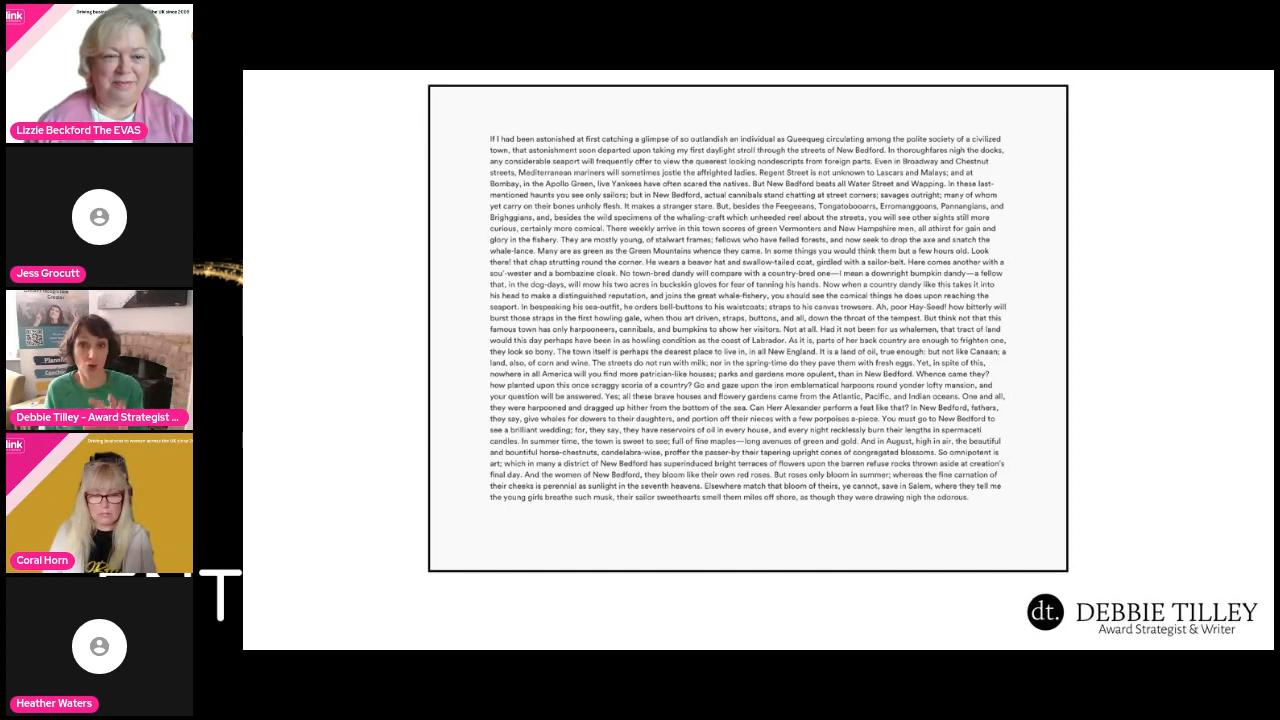 link
Driving busin
the UK since 2009
Lizzie Beckford The EVAS
Jess Grocutt
Debbie Tilley - Award Strategist ...
link
Driving business to women across the UK since 2
Coral Horn
Heather Waters
T
If I had been astonished at first catching a glimpse of so outlandish an individual as Queequeg circulating among the polite society of a civilized
town, that astonishment soon departed upon taking my first daylight stroll through the streets of New Bedford. In thoroughfares nigh the docks,
any considerable seaport will frequently offer to view the queerest looking nondescripts from foreign parts. Even in Broadway and Chestnut
streets, Mediterranean mariners will sometimes jostle the affrighted ladies. Regent Street is not unknown to Lascars and Malays; and at
Bombay, in the Apollo Green, live Yankees have often scared the natives. But New Bedford beats all Water Street and Wapping. In these last-
mentioned haunts you see only sailors; but in New Bedford, actual cannibals stand chatting at street corners; savages outright; many of whom
yet carry on their bones unholy flesh. It makes a stranger stare. But, besides the Feegeeans, Tongatobooarrs, Erromanggoans, Pannangians, and
Brighggians, and, besides the wild specimens of the whaling-craft which unheeded reel about the streets, you will see other sights still more
curious, certainly more comical. There weekly arrive in this town scores of green Vermonters and New Hampshire men, all athirst for gain and
glory in the fishery. They are mostly young, of stalwart frames; fellows who have felled forests, and now seek to drop the axe and snatch the
whale-lance. Many are as green as the Green Mountains whence they came. In some things you would think them but a few hours old. Look
there! that chap strutting round the corner. He wears a beaver hat and swallow-tailed coat, girdled with a sailor-belt. Here comes another with a
sou'-wester and a bombazine cloak. No town-bred dandy will compare with a country-bred one—I mean a downright bumpkin dandy—a fellow
that, in the dog-days, will mow his two acres in buckskin gloves for fear of tanning his hands. Now when a country dandy like this takes it into
his head to make a distinguished reputation, and joins the great whale-fishery, you should see the comical things he does upon reaching the
seaport. In bespeaking his sea-outfit, he orders bell-buttons to his waistcoats; straps to his canvas trowsers. Ah, poor Hay-Seed! how bitterly will
burst those straps in the first howling gale, when thou art driven, straps, buttons, and all, down the throat of the tempest. But think not that this
famous town has only harpooneers, cannibals, and bumpkins to show her visitors. Not at all. Had it not been for us whalemen, that tract of land
would this day perhaps have been in as howling condition as the coast of Labrador. As it is, parts of her back country are enough to frighten one,
they look so bony. The town itself is perhaps the dearest place to live in, in all New England. It is a land of oil, true enough: but not like Canaan; a
land, also, of corn and wine. The streets do not run with milk; nor in the spring-time do they pave them with fresh eggs. Yet, in spite of this,
nowhere in all America will you find more patrician-like houses; parks and gardens more opulent, than in New Bedford. Whence came they?
how planted upon this once scraggy scoria of a country? Go and gaze upon the iron emblematical harpoons round yonder lofty mansion, and
your question will be answered. Yes; all these brave houses and flowery gardens came from the Atlantic, Pacific, and Indian oceans. One and all,
they were harpooned and dragged up hither from the bottom of the sea. Can Herr Alexander perform a feat like that? In New Bedford, fathers,
they say, give whales for dowers to their daughters, and portion off their nieces with a few porpoises a-piece. You must go to New Bedford to
see a brilliant wedding; for, they say, they have reservoirs of oil in every house, and every night recklessly burn their lengths in spermaceti
candles. In summer time, the town is sweet to see; full of fine maples—long avenues of green and gold. And in August, high in air, the beautiful
and bountiful horse-chestnuts, candelabra-wise, proffer the passer-by their tapering upright cones of congregated blossoms. So omnipotent is
art; which in many a district of New Bedford has superinduced bright terraces of flowers upon the barren refuse rocks thrown aside at creation's
final day. And the women of New Bedford, they bloom like their own red roses. But roses only bloom in summer; whereas the fine carnation of
their cheeks is perennial as sunlight in the seventh heavens. Elsewhere match that bloom of theirs, ye cannot, save in Salem, where they tell me
the young girls breathe such musk, their sailor sweethearts smell them miles off shore, as though they were drawing nigh the odorous.
dt. DEBBIE TILLEY
Award Strategist & Writer